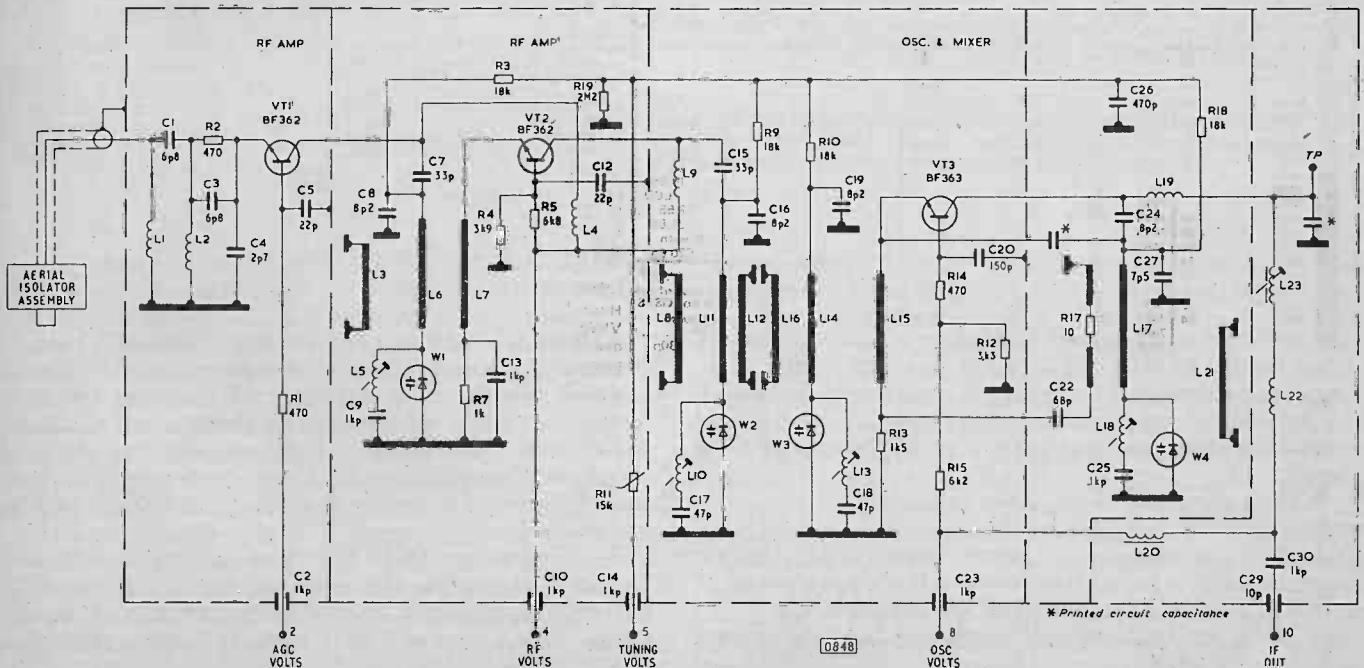 RF AMP
RF AMP'
OSC. & MIXER
R3
18k
R19
2M2
C26
470p
R18
18k
C1
6p8
R2
470
VT1'
BF362
VT2
BF362
C7
33p
C12
22p
L9
C15
33p
R9
18k
R10
18k
C19
8p2
VT3
BF363
L19
TP
*
C3
6p8
C5
22p
C8
8p2
R4
3k9
R5
6k8
L4
C16
8p2
*
C24
8p2
C20
150p
C27
7p5
L1
L2
C4
2p7
AERIAL
ISOLATOR
ASSEMBLY
L3
L6
L7
L8
L11
L12
L16
L14
L15
R14
470
R12
3k3
R17
10
L17
L23
L21
L22
R1
470
L5
C9
1kp
W1
R7
1k
C13
1kp
R11
15k
L10
C17
47p
W2
W3
L13
C18
47p
R13
1k5
C22
68p
R15
6k2
L18
C25
1kp
W4
L20
C30
1kp
C2
1kp
C10
1kp
C14
1kp
C23
1kp
C29
10p
* Printed circuit capacitance
2
4
5
8
10
AGC
VOLTS
RF
VOLTS
TUNING
VOLTS
0848
OSC
VOLTS
IF
OUT